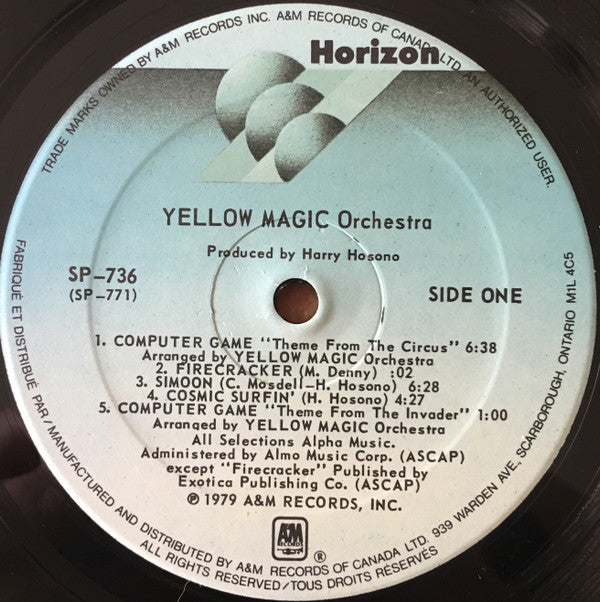 TRADE MARKS OWNED BY A&M RECORDS INC. A&M RECORDS OF CANADA LTD AN AUTHORIZED USER.
Horizon
YELLOW MAGIC Orchestra
Produced by Harry Hosono
SP-736
(SP-771)
SIDE ONE
1. COMPUTER GAME "Theme From The Circus" 6:38
Arranged by YELLOW MAGIC Orchestra
2. FIRECRACKER (M. Denny) :02
3. SIMOON (C. Mosdell-H. Hosono) 6:28
4. COSMIC SURFIN' (H. Hosono) 4:27
5. COMPUTER GAME "Theme From The Invader" 1:00
Arranged by YELLOW MAGIC Orchestra
All Selections Alpha Music.
Administered by Almo Music Corp. (ASCAP)
except "Firecracker" Published by
Exotica Publishing Co. (ASCAP)
℗ 1979 A&M RECORDS, INC.
A&M
RECORDS
®
FABRIQUÉ ET DISTRIBUÉ PAR/MANUFACTURED AND DISTRIBUTED BY A&M RECORDS OF CANADA LTD. 939 WARDEN AVE., SCARBOROUGH, ONTARIO M1L 4C5
ALL RIGHTS RESERVED/TOUS DROITS RÉSERVÉS